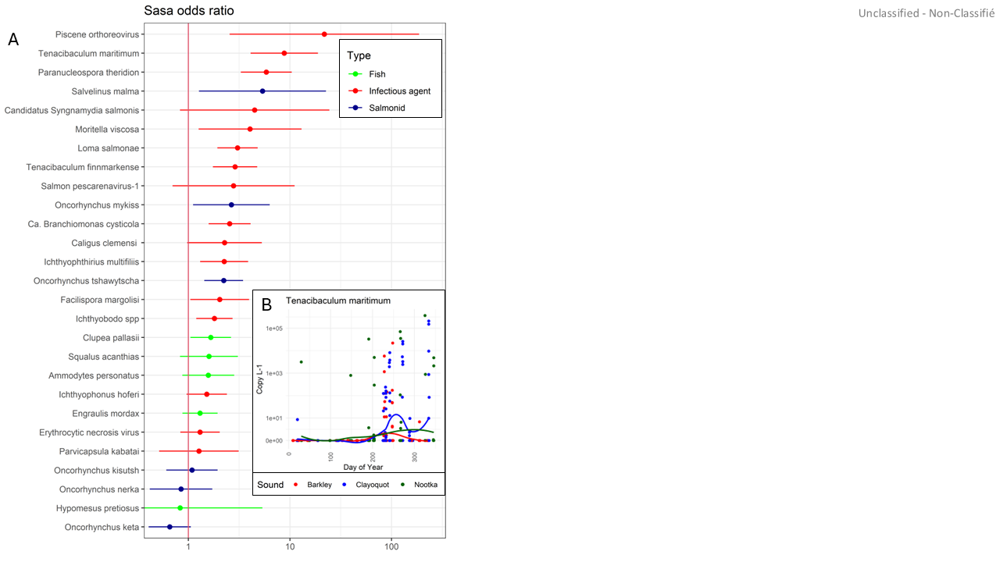 Unclassified - Non-Classifié
Sasa odds ratio
A
Piscene orthoreovirus
Tenacibaculum maritimum
Paranucleospora theridion
Salvelinus malma
Candidatus Syngnamydia salmonis
Moritella viscosa
Loma salmonae
Tenacibaculum finnmarkense
Salmon pescarenavirus-1
Oncorhynchus mykiss
Ca. Branchiomonas cysticola
Caligus clemensi
Ichthyophthirius multifiliis
Oncorhynchus tshawytscha
Facilispora margolisi
Ichthyobodo spp
Clupea pallasii
Squalus acanthias
Ammodytes personatus
Ichthyophonus hoferi
Engraulis mordax
Erythrocytic necrosis virus
Parvicapsula kabatai
Oncorhynchus kisutsh
Oncorhynchus nerka
Hypomesus pretiosus
Oncorhynchus keta
1 10 100
Type
Fish
Infectious agent
Salmonid
B
Tenacibaculum maritimum
Copy L-1
1e+05
1e+03
1e+01
0e+00
0 100 200 300
Day of Year
Sound Barkley Clayoquot Nootka